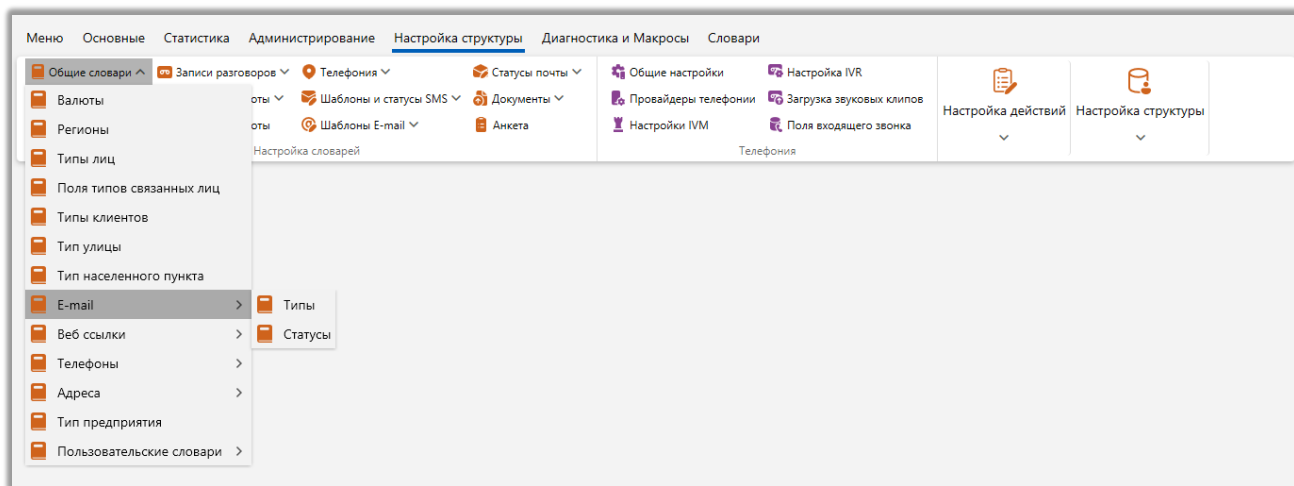 Меню Основные Статистика Администрирование Настройка структуры Диагностика и Макросы Словари
Общие словари Записи разговоров Телефония Статусы почты Общие настройки Настройка IVR
Валюты оты Шаблоны и статусы SMS Документы Провайдеры телефонии Загрузка звуковых клипов Настройка действий Настройка структуры
Регионы оты Шаблоны E-mail Анкета Настройки IVM Поля входящего звонка
Настройка словарей Телефония
Типы лиц
Поля типов связанных лиц
Типы клиентов
Тип улицы
Тип населенного пункта
E-mail Типы
Веб ссылки Статусы
Телефоны
Адреса
Тип предприятия
Пользовательские словари